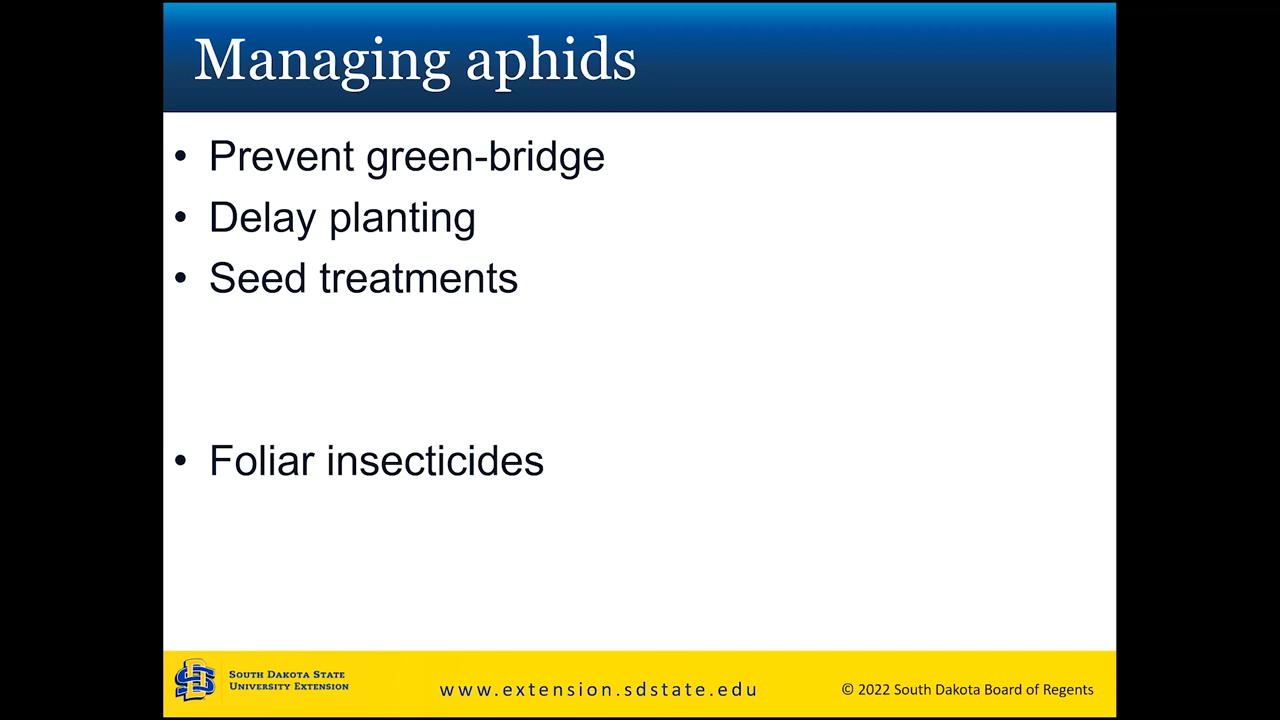 Managing aphids
• Prevent green-bridge
• Delay planting
• Seed treatments
• Foliar insecticides
SOUTH DAKOTA STATE
UNIVERSITY EXTENSION
www.extension.sdstate.edu
© 2022 South Dakota Board of Regents